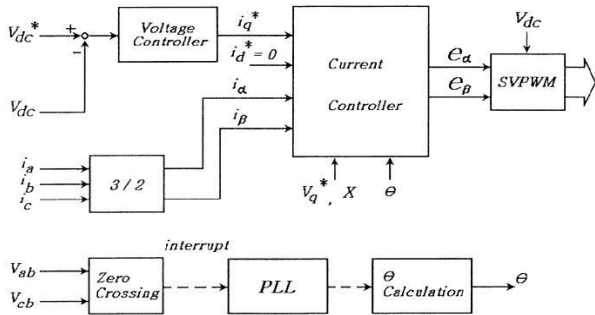 V_dc* + − Voltage Controller i_q* i_d* = 0 V_dc
V_dc
i_α
i_β
Current Controller
e_α
e_β
SVPWM
i_a
i_b
i_c
3/2
V_q*, X θ
interrupt
V_ab
V_cb
Zero Crossing
PLL
θ Calculation
θ